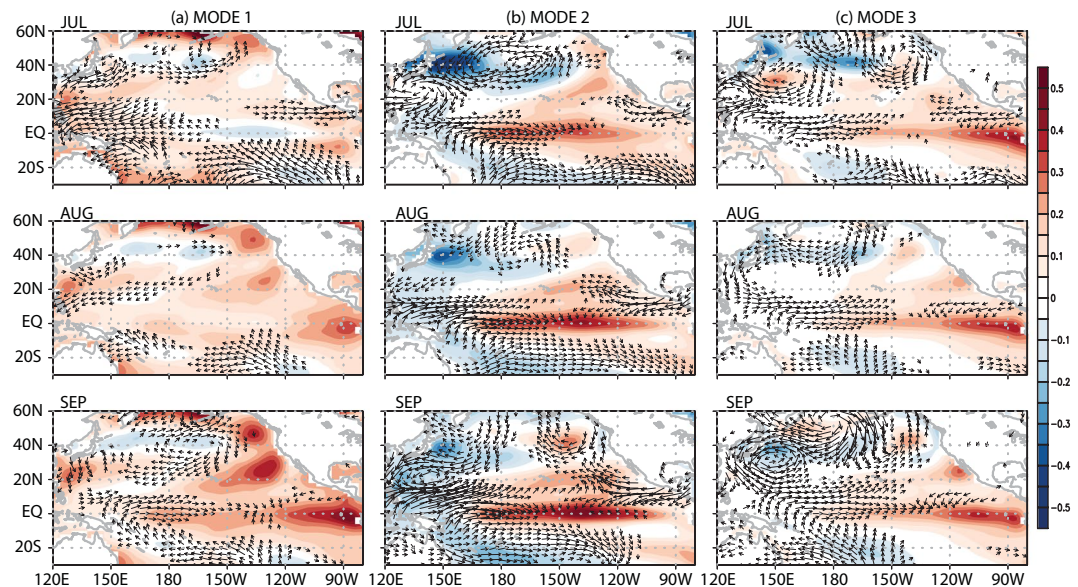 (a) MODE 1 (b) MODE 2 (c) MODE 3
JUL JUL JUL
60N
40N
20N
EQ
20S
0.5
0.4
0.3
0.2
0.1
0
-0.1
-0.2
-0.3
-0.4
-0.5
AUG AUG AUG
60N
40N
20N
EQ
20S
SEP SEP SEP
60N
40N
20N
EQ
20S
120E 150E 180 150W 120W 90W 120E 150E 180 150W 120W 90W 120E 150E 180 150W 120W 90W